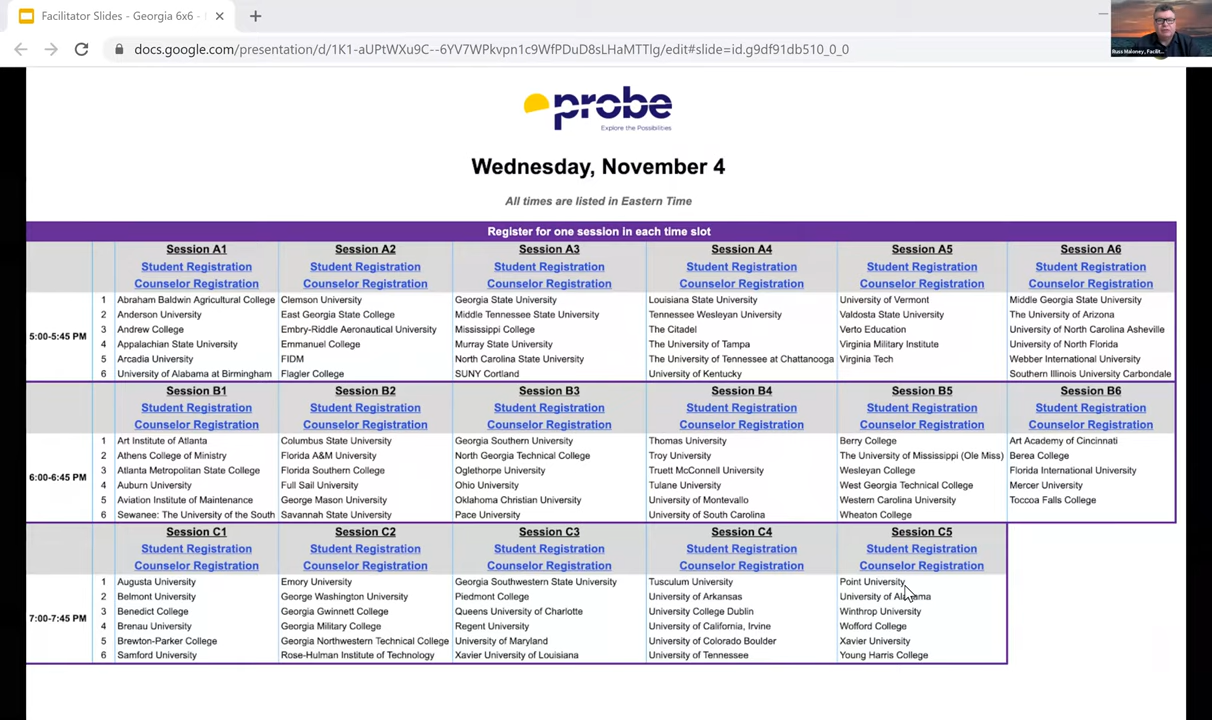 Facilitator Slides - Georgia 6x6 -
docs.google.com/presentation/d/1K1-aUPtWXu9C--6YV7WPkvpn1c9WfPDuD8sLHaMTTlg/edit#slide=id.g9df91db510_0_0
Russ Maloney, Facilit...
probe
Explore the Possibilities
Wednesday, November 4
All times are listed in Eastern Time
Register for one session in each time slot
Session A1 Session A2 Session A3 Session A4 Session A5 Session A6
Student Registration Student Registration Student Registration Student Registration Student Registration Student Registration
Counselor Registration Counselor Registration Counselor Registration Counselor Registration Counselor Registration Counselor Registration
5:00-5:45 PM
1 Abraham Baldwin Agricultural College Clemson University Georgia State University Louisiana State University University of Vermont Middle Georgia State University
2 Anderson University East Georgia State College Middle Tennessee State University Tennessee Wesleyan University Valdosta State University The University of Arizona
3 Andrew College Embry-Riddle Aeronautical University Mississippi College The Citadel Verto Education University of North Carolina Asheville
4 Appalachian State University Emmanuel College Murray State University The University of Tampa Virginia Military Institute University of North Florida
5 Arcadia University FIDM North Carolina State University The University of Tennessee at Chattanooga Virginia Tech Webber International University
6 University of Alabama at Birmingham Flagler College SUNY Cortland University of Kentucky Southern Illinois University Carbondale
Session B1 Session B2 Session B3 Session B4 Session B5 Session B6
Student Registration Student Registration Student Registration Student Registration Student Registration Student Registration
Counselor Registration Counselor Registration Counselor Registration Counselor Registration Counselor Registration Counselor Registration
6:00-6:45 PM
1 Art Institute of Atlanta Columbus State University Georgia Southern University Thomas University Berry College Art Academy of Cincinnati
2 Athens College of Ministry Florida A&M University North Georgia Technical College Troy University The University of Mississippi (Ole Miss) Berea College
3 Atlanta Metropolitan State College Florida Southern College Oglethorpe University Truett McConnell University Wesleyan College Florida International University
4 Auburn University Full Sail University Ohio University Tulane University West Georgia Technical College Mercer University
5 Aviation Institute of Maintenance George Mason University Oklahoma Christian University University of Montevallo Western Carolina University Toccoa Falls College
6 Sewanee: The University of the South Savannah State University Pace University University of South Carolina Wheaton College
Session C1 Session C2 Session C3 Session C4 Session C5
Student Registration Student Registration Student Registration Student Registration Student Registration
Counselor Registration Counselor Registration Counselor Registration Counselor Registration Counselor Registration
7:00-7:45 PM
1 Augusta University Emory University Georgia Southwestern State University Tusculum University Point University
2 Belmont University George Washington University Piedmont College University of Arkansas University of Alabama
3 Benedict College Georgia Gwinnett College Queens University of Charlotte University College Dublin Winthrop University
4 Brenau University Georgia Military College Regent University University of California, Irvine Wofford College
5 Brewton-Parker College Georgia Northwestern Technical College University of Maryland University of Colorado Boulder Xavier University
6 Samford University Rose-Hulman Institute of Technology Xavier University of Louisiana University of Tennessee Young Harris College